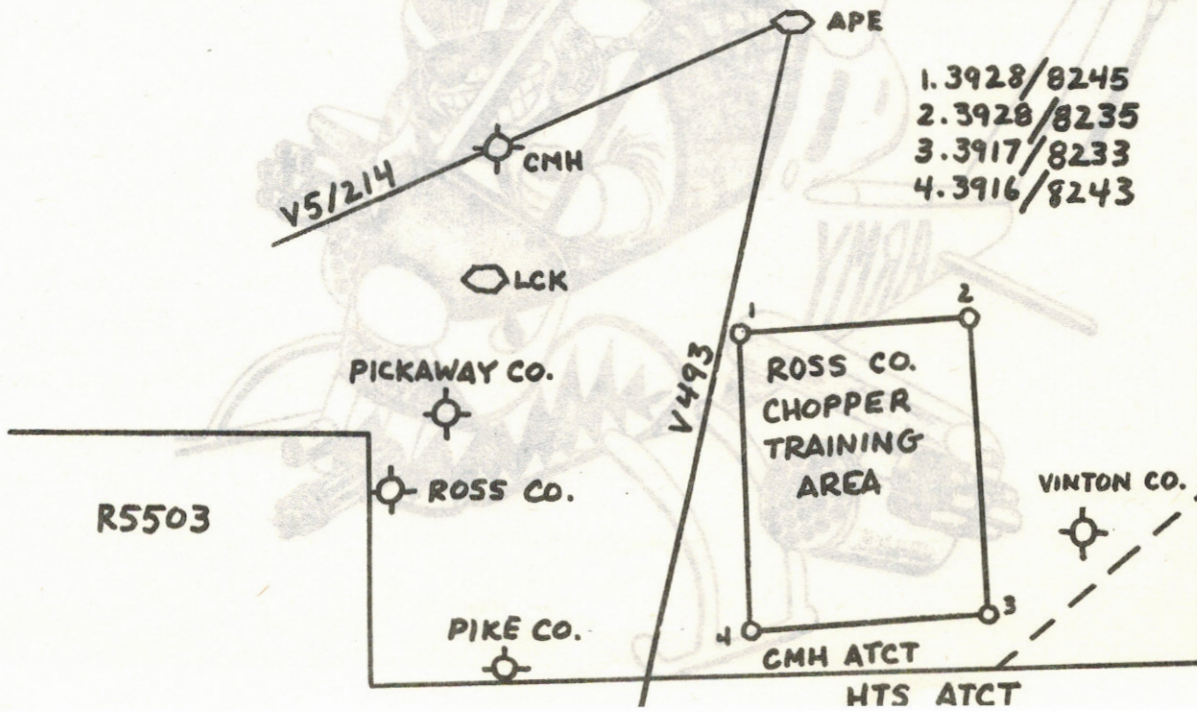 APE
1. 3928/8245
2. 3928/8235
3. 3917/8233
4. 3916/8243
CMH
V5/214
LCK
1
2
PICKAWAY CO.
V493
ROSS CO.
CHOPPER
TRAINING
AREA
R5503
ROSS CO.
VINTON CO.
PIKE CO.
4
3
CMH ATCT
HTS ATCT
ARMY